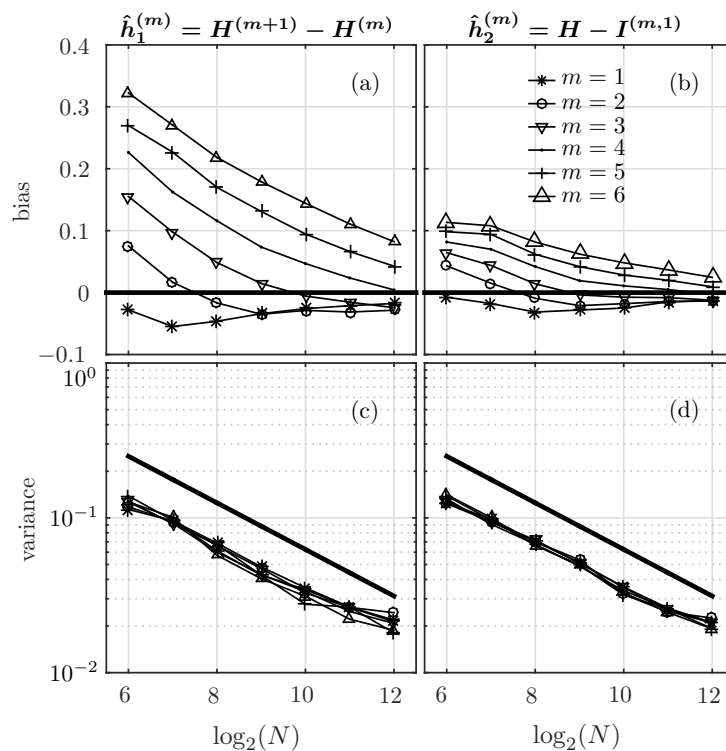 ĥ₁⁽ᵐ⁾ = H⁽ᵐ⁺¹⁾ − H⁽ᵐ⁾
ĥ₂⁽ᵐ⁾ = H − I⁽ᵐ,¹⁾
0.4
0.3
0.2
0.1
0
−0.1
bias
(a)
(b)
m = 1
m = 2
m = 3
m = 4
m = 5
m = 6
10⁰
10⁻¹
10⁻²
variance
(c)
(d)
6 8 10 12
6 8 10 12
log₂(N)
log₂(N)